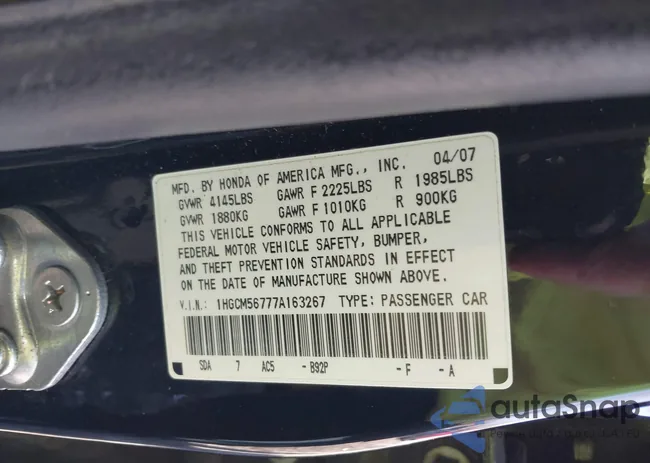 MFD. BY HONDA OF AMERICA MFG., INC. 04/07
GVWR 4145LBS GAWR F 2225LBS R 1985LBS
GVWR 1880KG GAWR F 1010KG R 900KG
THIS VEHICLE CONFORMS TO ALL APPLICABLE
FEDERAL MOTOR VEHICLE SAFETY, BUMPER,
AND THEFT PREVENTION STANDARDS IN EFFECT
ON THE DATE OF MANUFACTURE SHOWN ABOVE.
V.I.N.: 1HGCM56777A163267 TYPE: PASSENGER CAR
SDA 7 AC5 - B92P - F - A
autoSnap